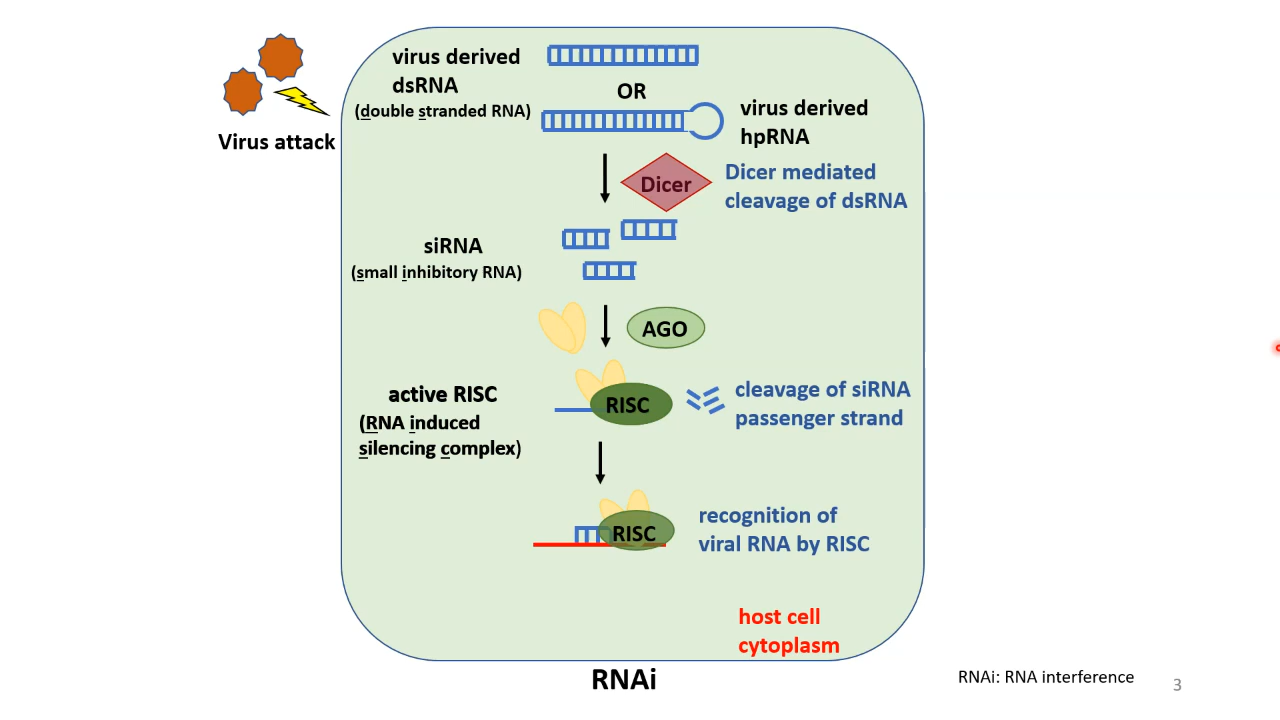 virus derived
dsRNA
(double stranded RNA)
OR
virus derived
hpRNA
Virus attack
Dicer
Dicer mediated
cleavage of dsRNA
siRNA
(small inhibitory RNA)
AGO
active RISC
(RNA induced
silencing complex)
RISC
cleavage of siRNA
passenger strand
RISC
recognition of
viral RNA by RISC
host cell
cytoplasm
RNAi
RNAi: RNA interference
3